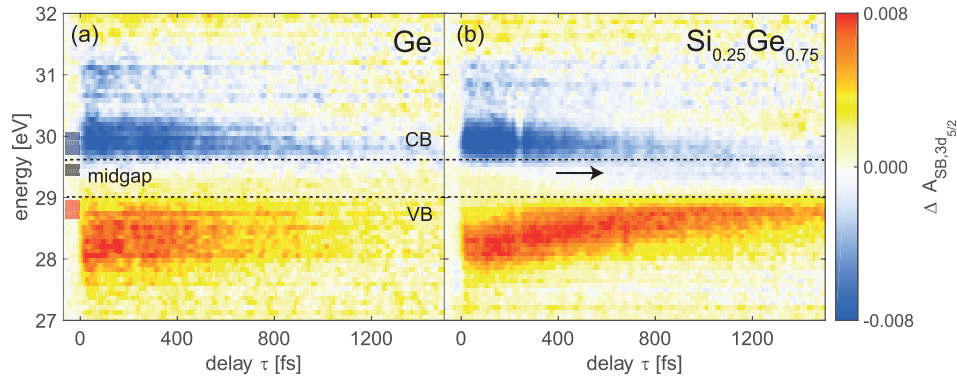 32
31
30
29
28
27
energy [eV]
(a)
Ge
CB
midgap
VB
0
400
800
1200
delay τ [fs]
(b)
Si0.25Ge0.75
0
400
800
1200
delay τ [fs]
0.008
0.000
-0.008
Δ ASB,3d5/2